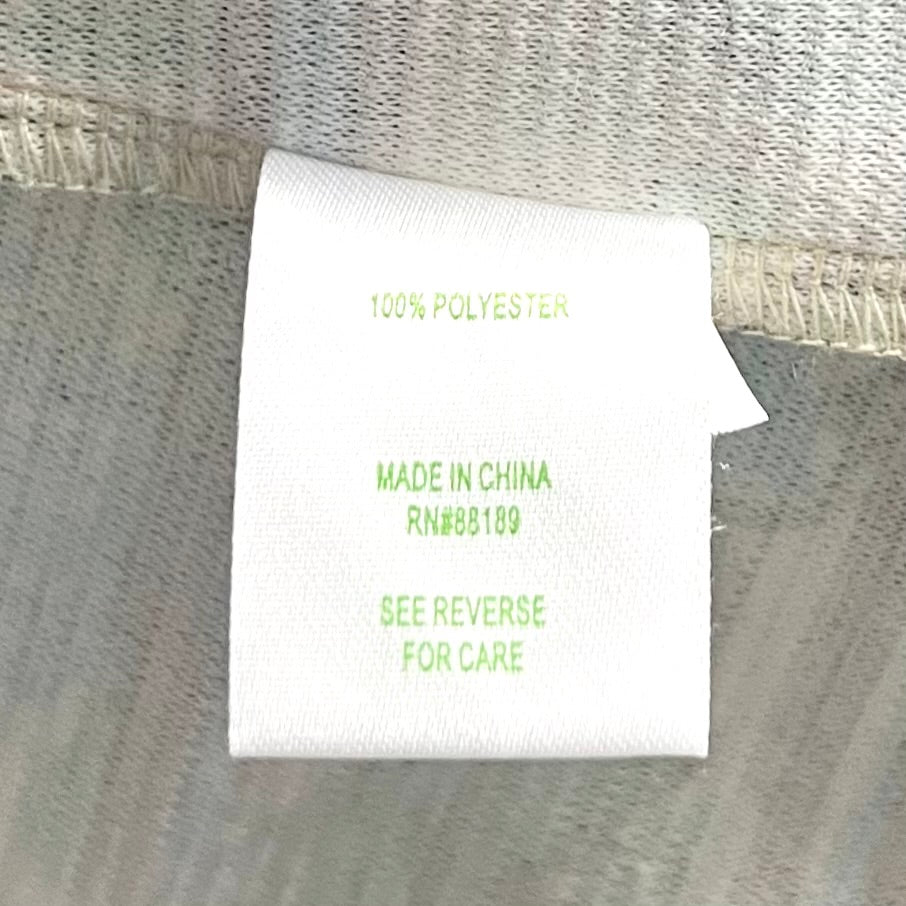 100% POLYESTER
MADE IN CHINA
RN#88189
SEE REVERSE
FOR CARE